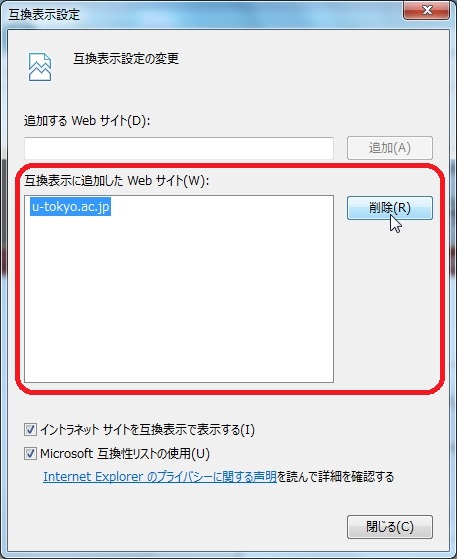 互換表示設定
互換表示設定の変更
追加する Web サイト(D):
追加(A)
互換表示に追加した Web サイト(W):
u-tokyo.ac.jp
削除(R)
イントラネット サイトを互換表示で表示する(I)
Microsoft 互換性リストの使用(U)
Internet Explorer のプライバシーに関する声明を読んで詳細を確認する
閉じる(C)